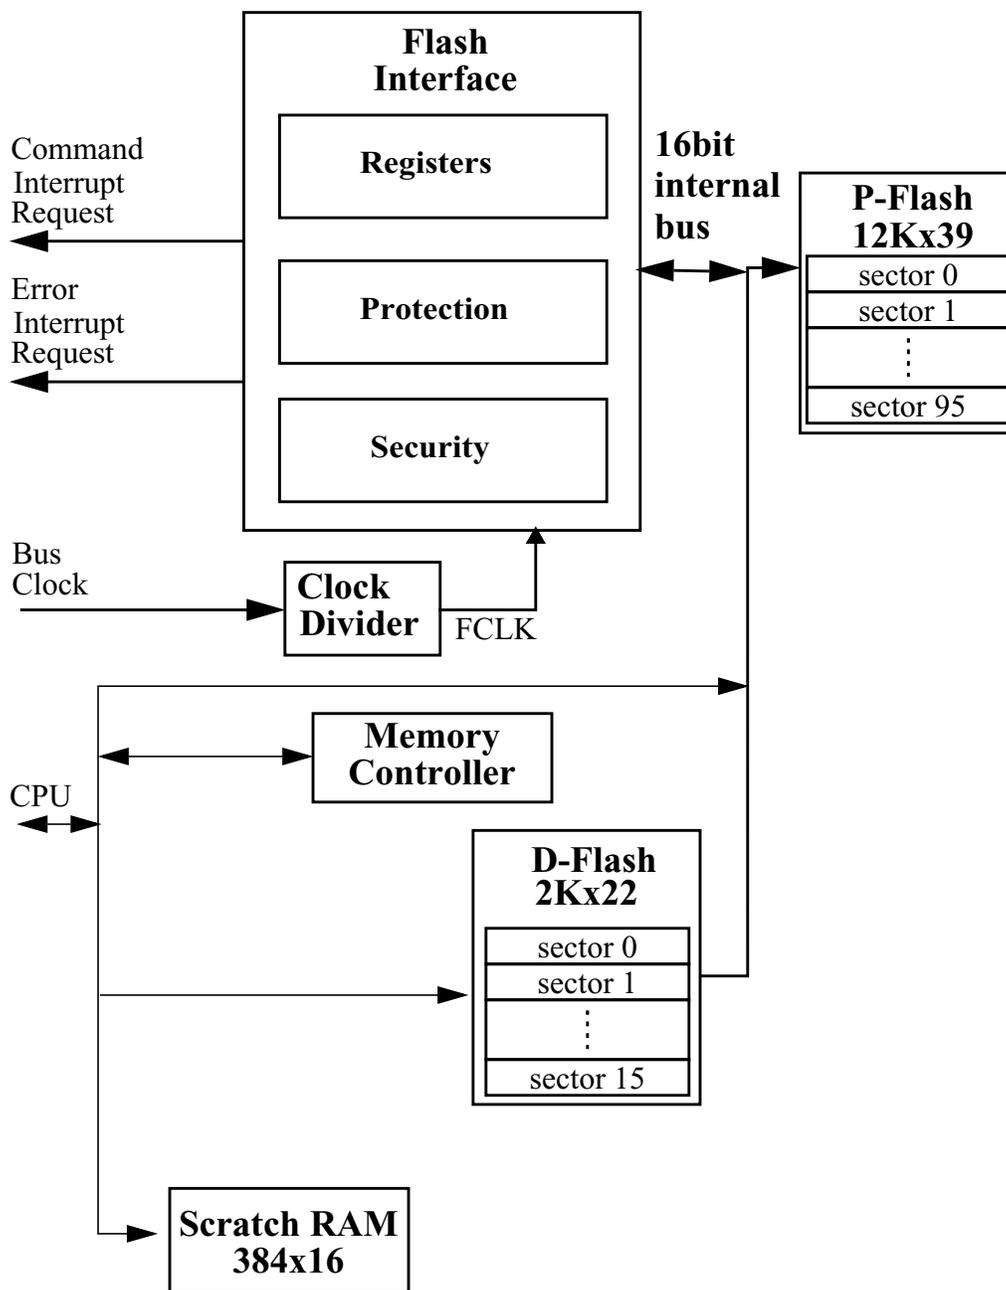 Flash
Interface
Registers
Protection
Security
Command
Interrupt
Request
Error
Interrupt
Request
16bit
internal
bus
P-Flash
12Kx39
sector 0
sector 1
sector 95
Bus
Clock
Clock
Divider
FCLK
Memory
Controller
CPU
D-Flash
2Kx22
sector 0
sector 1
sector 15
Scratch RAM
384x16